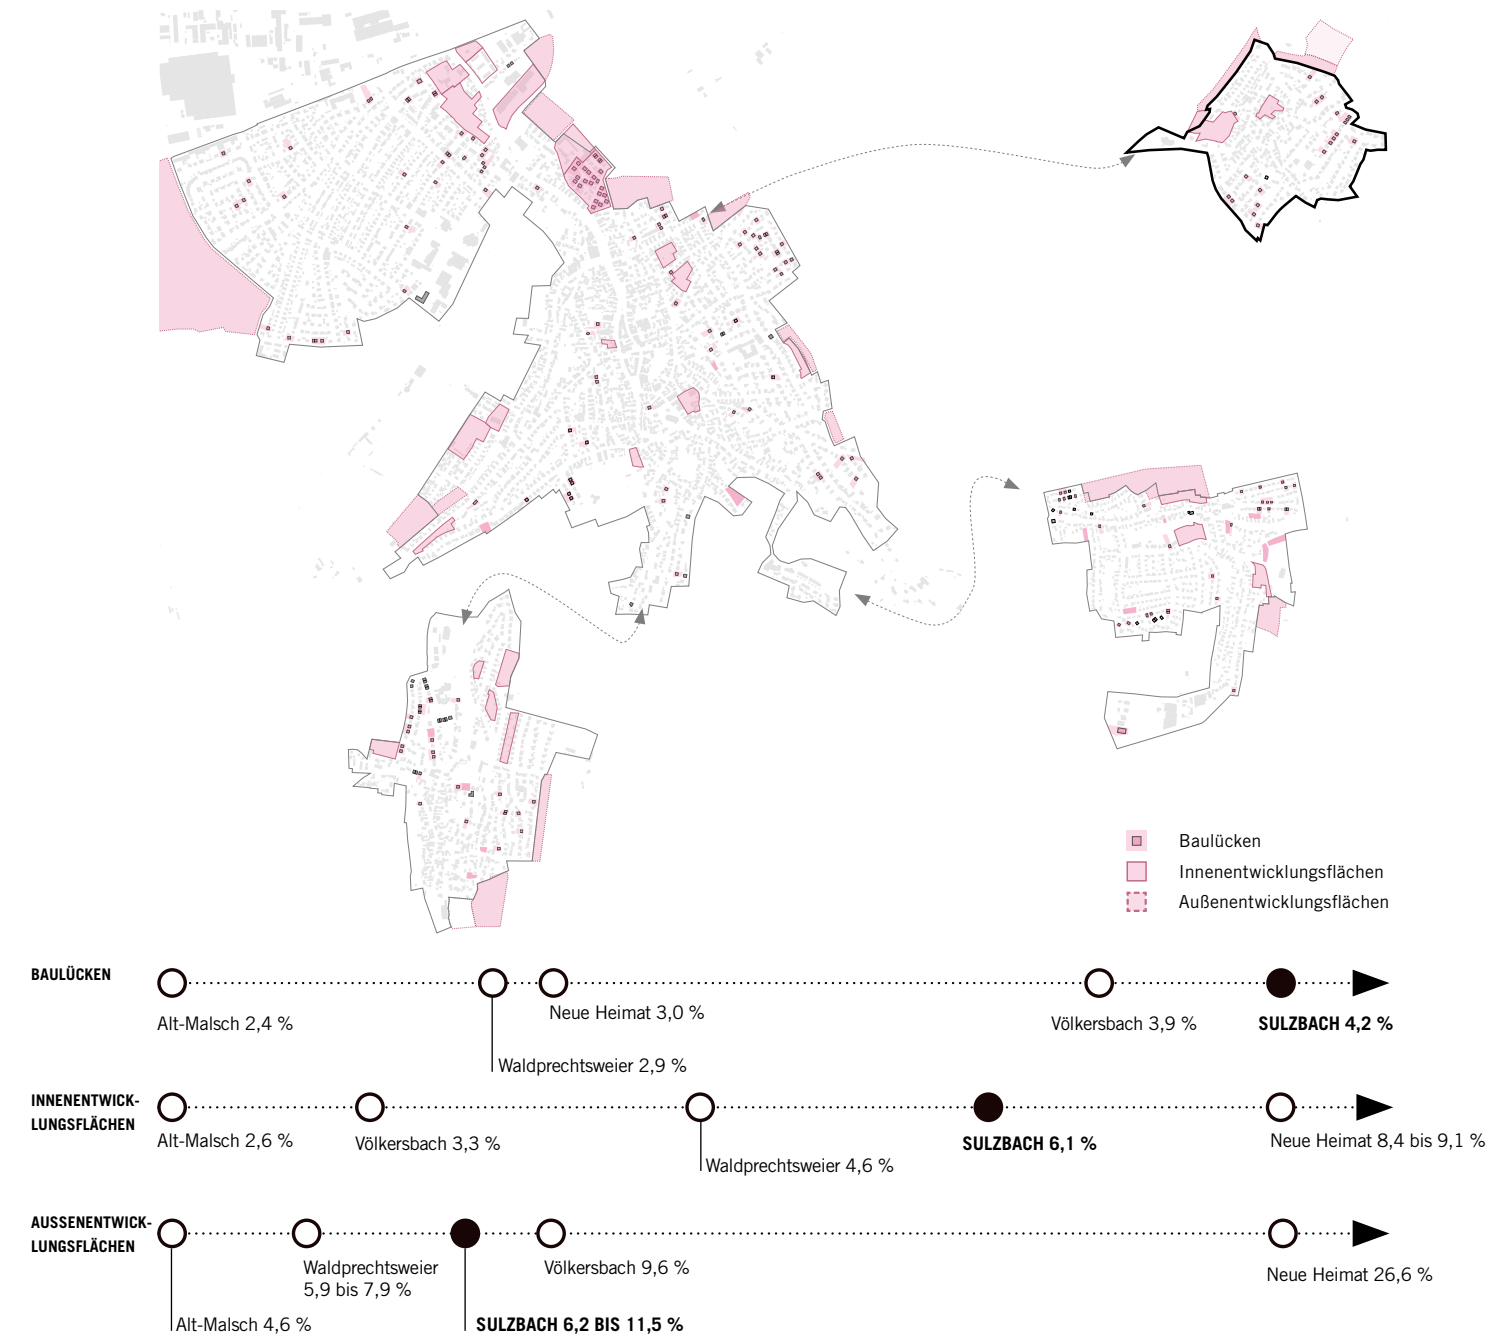 Baulücken
Innenentwicklungsflächen
Außenentwicklungsflächen
BAULÜCKEN
Alt-Malsch 2,4 %
Waldprechtsweier 2,9 %
Neue Heimat 3,0 %
Völkersbach 3,9 %
SULZBACH 4,2 %
INNENENTWICK-
LUNGSFLÄCHEN
Alt-Malsch 2,6 %
Völkersbach 3,3 %
Waldprechtsweier 4,6 %
SULZBACH 6,1 %
Neue Heimat 8,4 bis 9,1 %
AUSSENENTWICK-
LUNGSFLÄCHEN
Alt-Malsch 4,6 %
Waldprechtsweier
5,9 bis 7,9 %
SULZBACH 6,2 BIS 11,5 %
Völkersbach 9,6 %
Neue Heimat 26,6 %